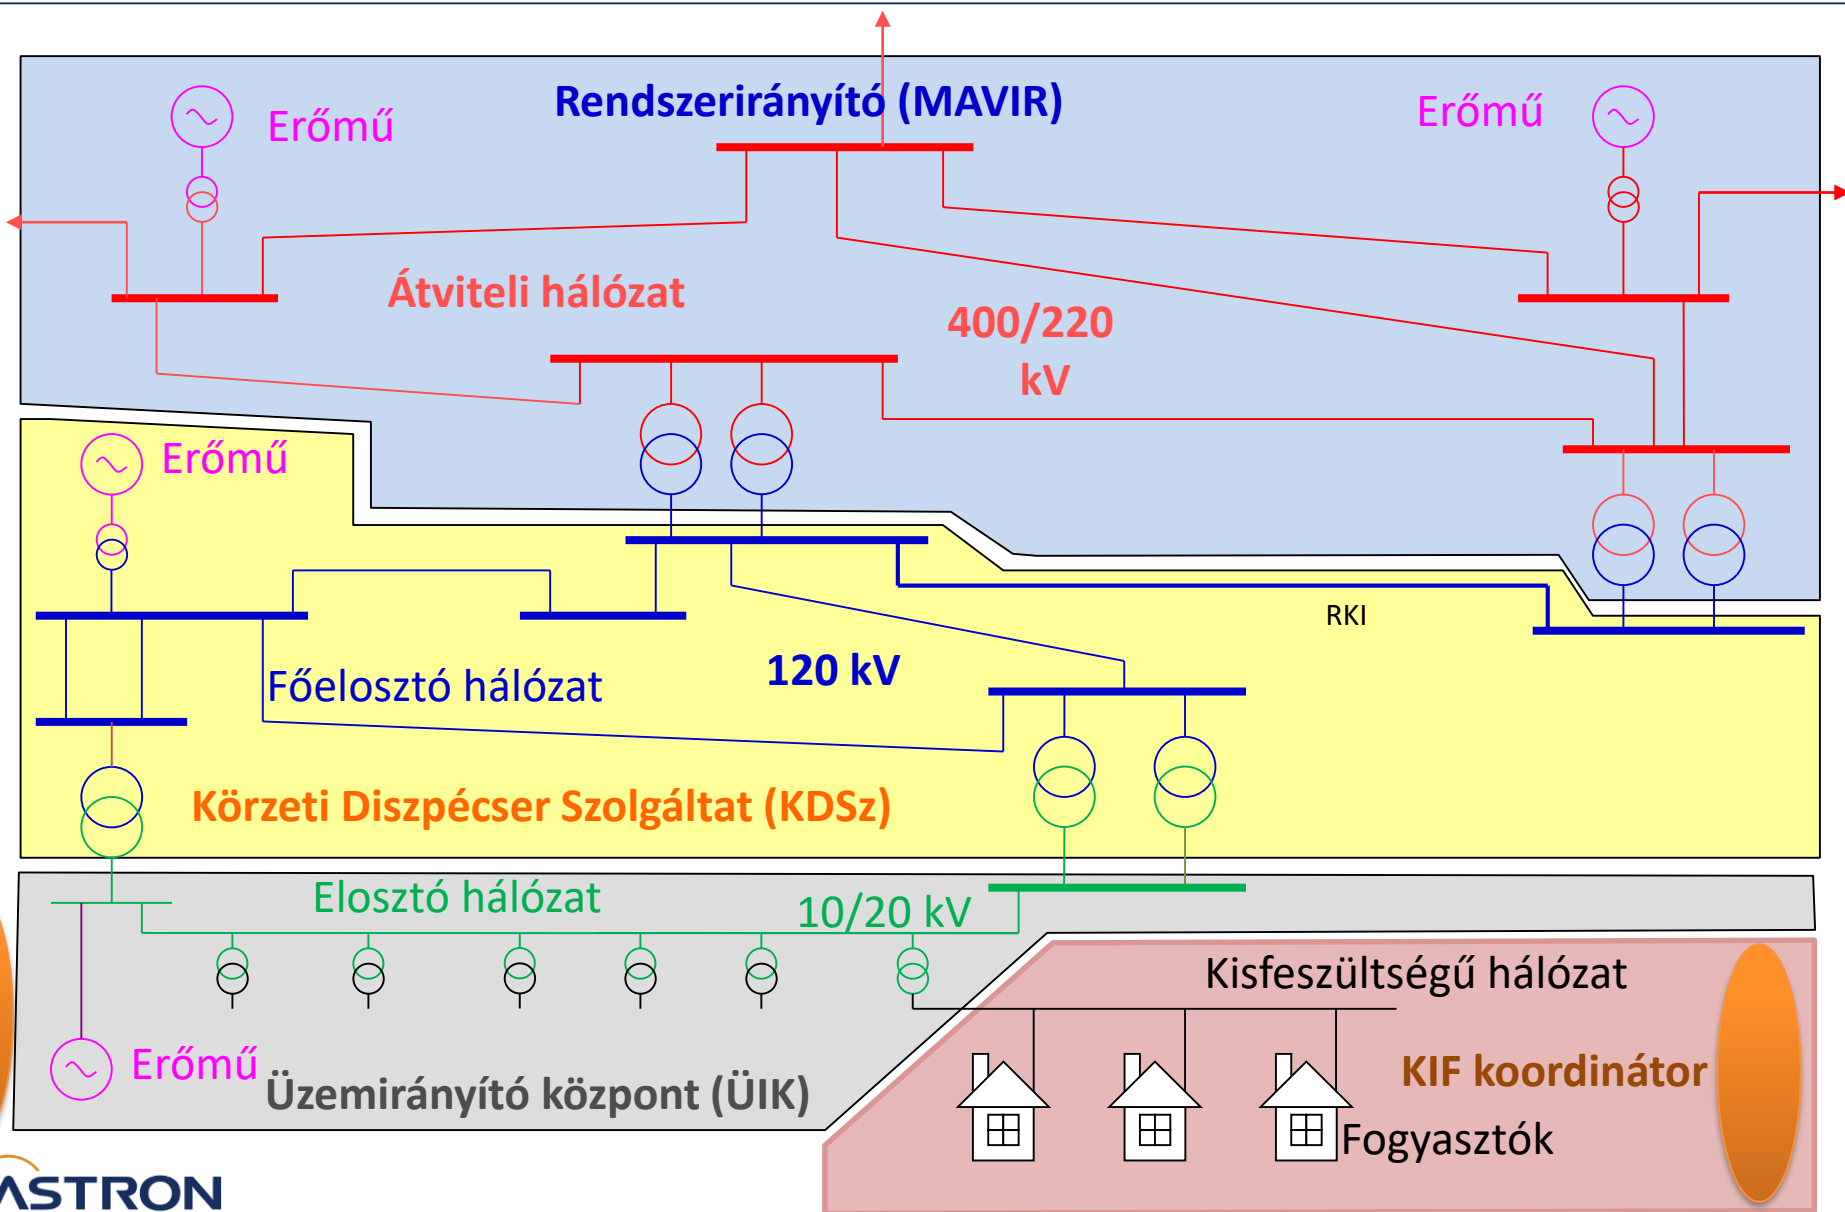 Rendszerirányító (MAVIR)
Erőmű
Erőmű
Átviteli hálózat
400/220
kV
Erőmű
RKI
Főelosztó hálózat
120 kV
Körzeti Diszpécser Szolgáltat (KDSz)
Elosztó hálózat
10/20 kV
Kisfeszültségű hálózat
Erőmű
Üzemirányító központ (ÜIK)
KIF koordinátor
Fogyasztók
ASTRON